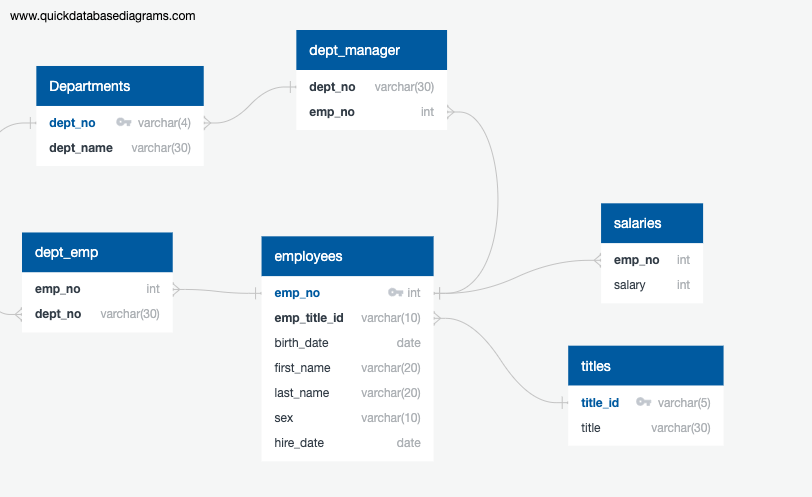 www.quickdatabasediagrams.com
dept_manager
dept_no varchar(30)
emp_no int
Departments
dept_no varchar(4)
dept_name varchar(30)
salaries
emp_no int
salary int
dept_emp
emp_no int
dept_no varchar(30)
employees
emp_no int
emp_title_id varchar(10)
birth_date date
first_name varchar(20)
last_name varchar(20)
sex varchar(10)
hire_date date
titles
title_id varchar(5)
title varchar(30)